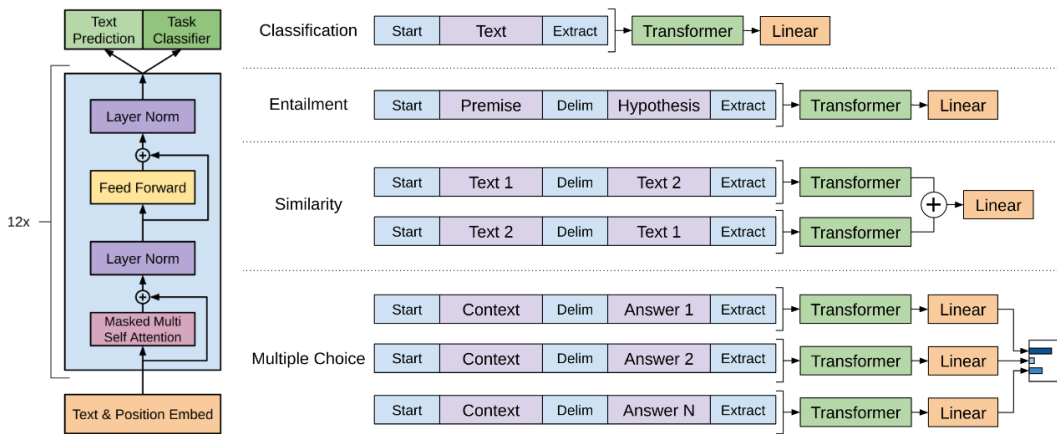 Text
Prediction
Task
Classifier
12x
Layer Norm
Feed Forward
Layer Norm
Masked Multi
Self Attention
Text & Position Embed
Classification
Start Text Extract Transformer Linear
Entailment
Start Premise Delim Hypothesis Extract Transformer Linear
Similarity
Start Text 1 Delim Text 2 Extract Transformer
Linear
Start Text 2 Delim Text 1 Extract Transformer
Multiple Choice
Start Context Delim Answer 1 Extract Transformer Linear
Start Context Delim Answer 2 Extract Transformer Linear
Start Context Delim Answer N Extract Transformer Linear